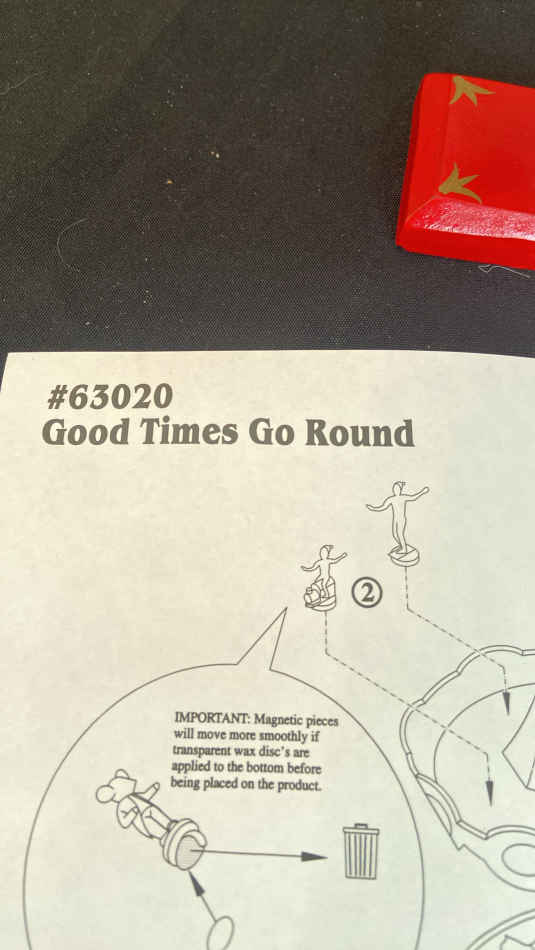 #63020
Good Times Go Round
2
IMPORTANT: Magnetic pieces
will move more smoothly if
transparent wax disc's are
applied to the bottom before
being placed on the product.